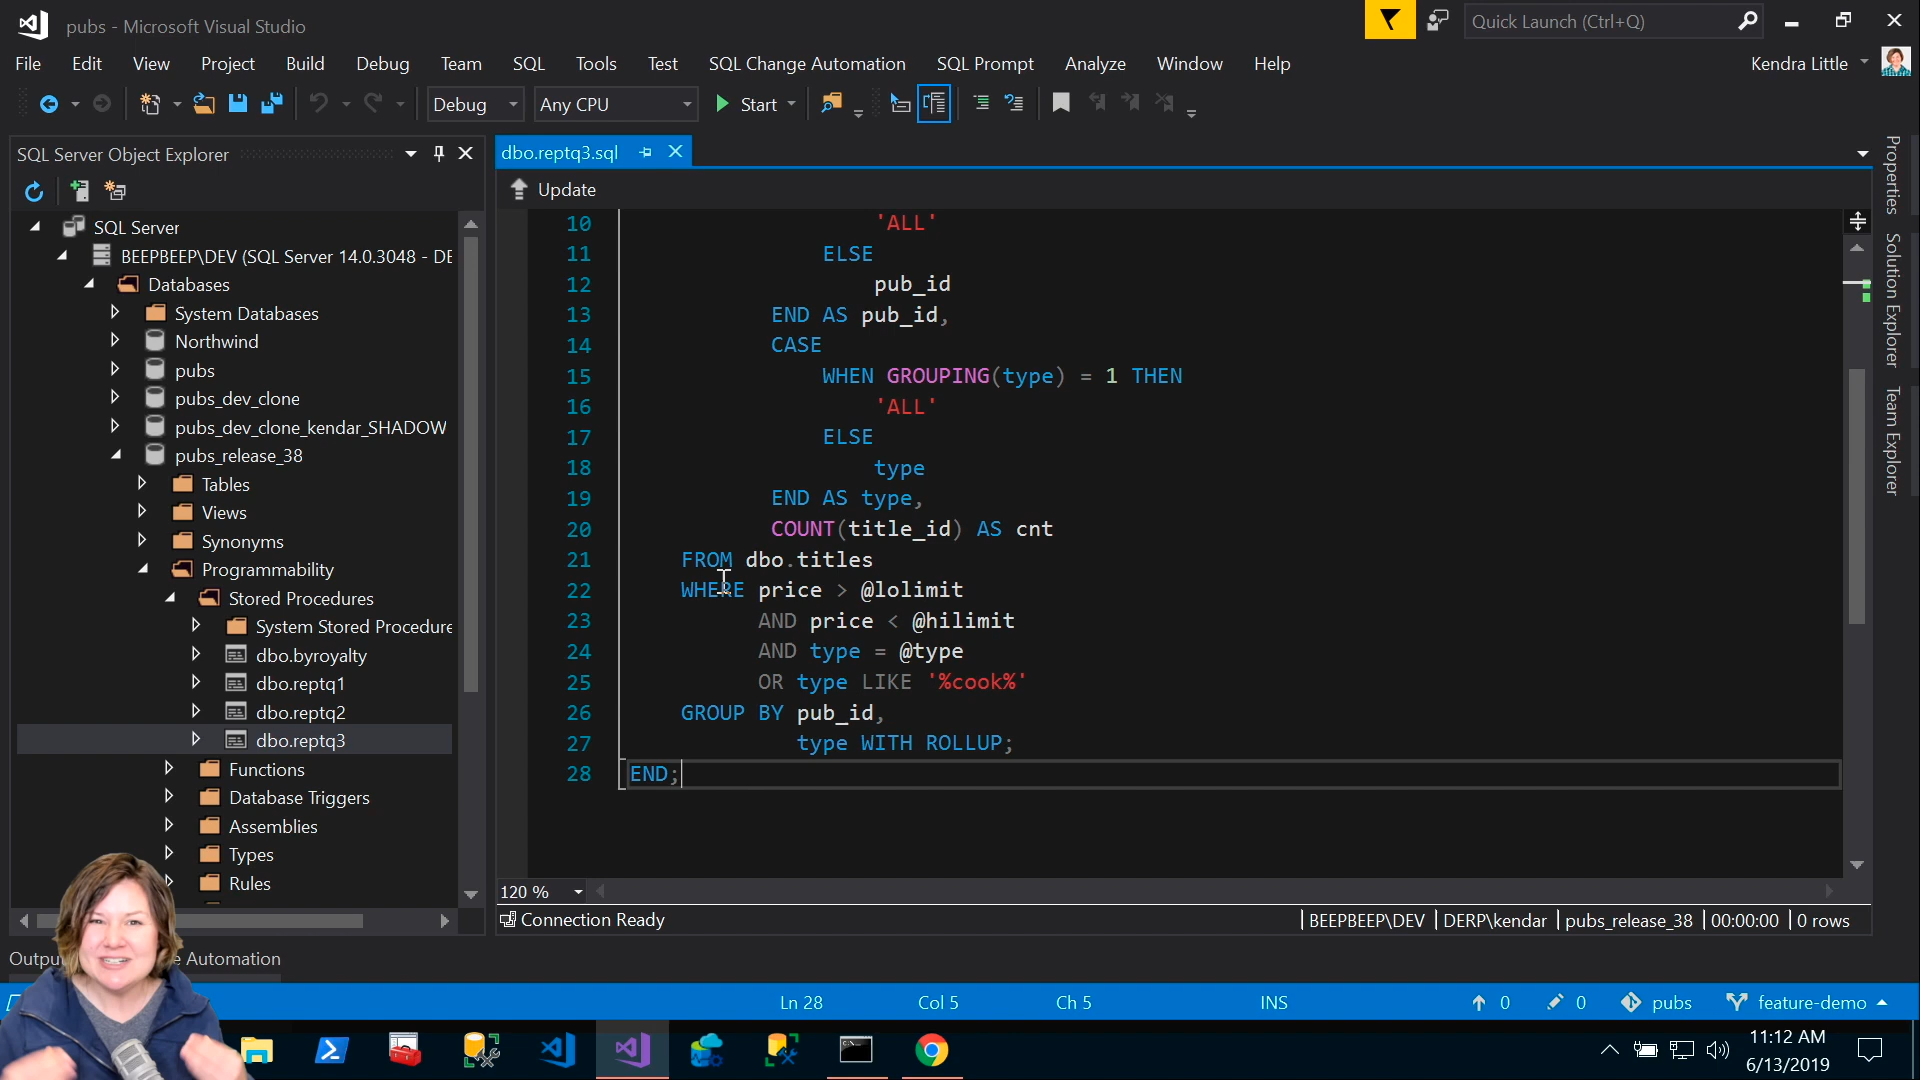 pubs - Microsoft Visual Studio
Quick Launch (Ctrl+Q)
File Edit View Project Build Debug Team SQL Tools Test SQL Change Automation SQL Prompt Analyze Window Help
Kendra Little
Debug
Any CPU
Start
SQL Server Object Explorer
dbo.reptq3.sql
Update
SQL Server
BEEPBEEP\DEV (SQL Server 14.0.3048 - DE
Databases
System Databases
Northwind
pubs
pubs_dev_clone
pubs_dev_clone_kendar_SHADOW
pubs_release_38
Tables
Views
Synonyms
Programmability
Stored Procedures
System Stored Procedure
dbo.byroyalty
dbo.reptq1
dbo.reptq2
dbo.reptq3
Functions
Database Triggers
Assemblies
Types
Rules
10 'ALL'
11 ELSE
12 pub_id
13 END AS pub_id,
14 CASE
15 WHEN GROUPING(type) = 1 THEN
16 'ALL'
17 ELSE
18 type
19 END AS type,
20 COUNT(title_id) AS cnt
21 FROM dbo.titles
22 WHERE price > @lolimit
23 AND price < @hilimit
24 AND type = @type
25 OR type LIKE '%cook%'
26 GROUP BY pub_id,
27 type WITH ROLLUP;
28 END;
120 %
Connection Ready
BEEPBEEP\DEV
DERP\kendar
pubs_release_38
00:00:00
0 rows
Properties
Solution Explorer
Team Explorer
Outpu
e Automation
Ln 28
Col 5
Ch 5
INS
0
0
pubs
feature-demo
11:12 AM
6/13/2019